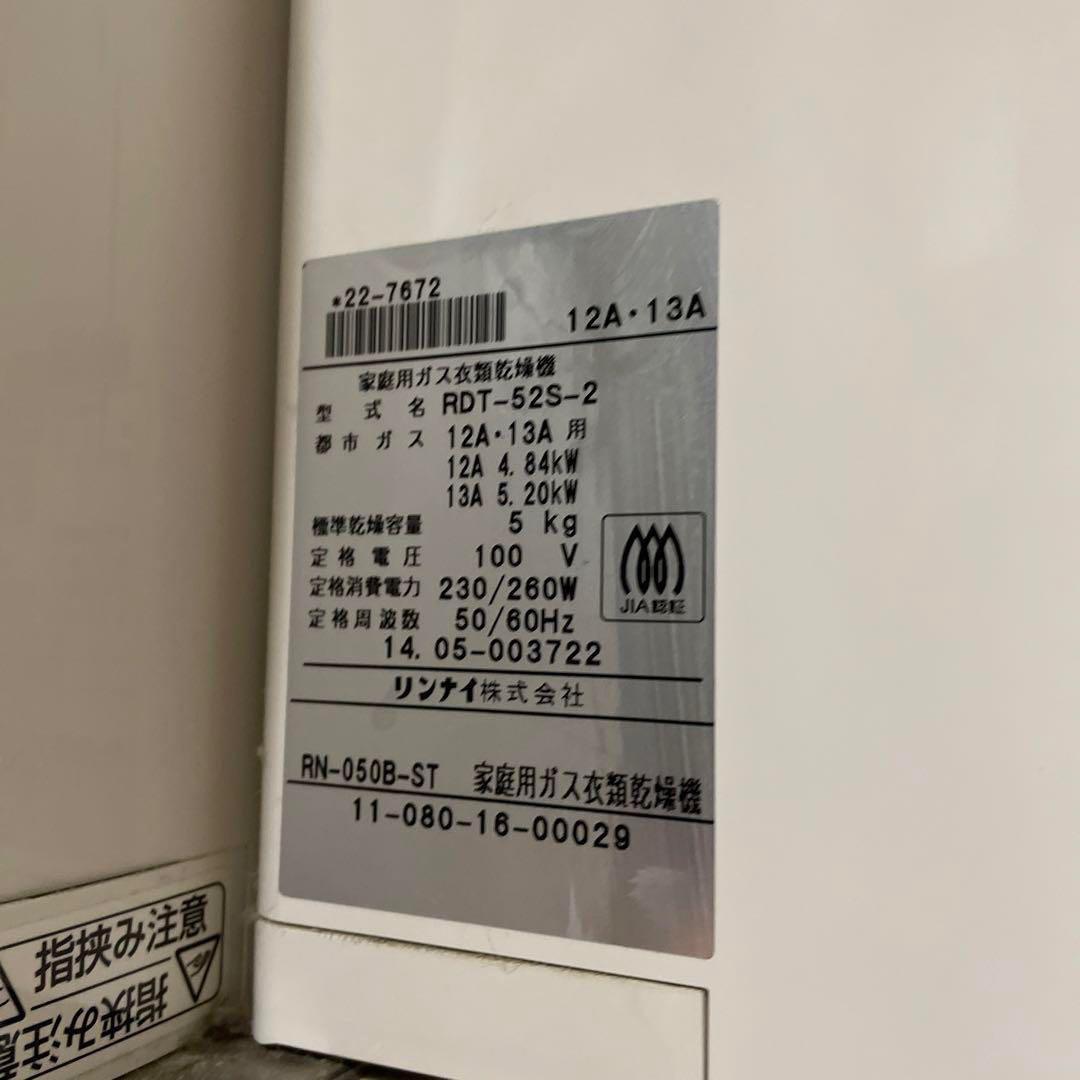 *22-7672
12A・13A
家庭用ガス衣類乾燥機
型式名 RDT-52S-2
都市ガス 12A・13A 用
12A 4.84kW
13A 5.20kW
標準乾燥容量 5 kg
定格電圧 100 V
定格消費電力 230/260W
定格周波数 50/60Hz
14.05-003722
JIA認証
リンナイ株式会社
RN-050B-ST 家庭用ガス衣類乾燥機
11-080-16-00029
指挟み注意
指挟み注意